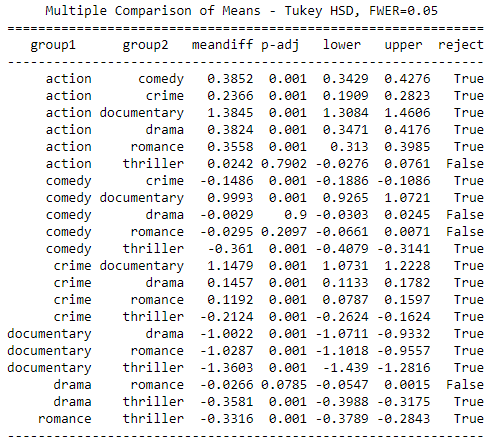 Multiple Comparison of Means - Tukey HSD, FWER=0.05
====================================================================
group1 group2 meandiff p-adj lower upper reject
--------------------------------------------------------------------
action comedy 0.3852 0.001 0.3429 0.4276 True
action crime 0.2366 0.001 0.1909 0.2823 True
action documentary 1.3845 0.001 1.3084 1.4606 True
action drama 0.3824 0.001 0.3471 0.4176 True
action romance 0.3558 0.001 0.313 0.3985 True
action thriller 0.0242 0.7902 -0.0276 0.0761 False
comedy crime -0.1486 0.001 -0.1886 -0.1086 True
comedy documentary 0.9993 0.001 0.9265 1.0721 True
comedy drama -0.0029 0.9 -0.0303 0.0245 False
comedy romance -0.0295 0.2097 -0.0661 0.0071 False
comedy thriller -0.361 0.001 -0.4079 -0.3141 True
crime documentary 1.1479 0.001 1.0731 1.2228 True
crime drama 0.1457 0.001 0.1133 0.1782 True
crime romance 0.1192 0.001 0.0787 0.1597 True
crime thriller -0.2124 0.001 -0.2624 -0.1624 True
documentary drama -1.0022 0.001 -1.0711 -0.9332 True
documentary romance -1.0287 0.001 -1.1018 -0.9557 True
documentary thriller -1.3603 0.001 -1.439 -1.2816 True
drama romance -0.0266 0.0785 -0.0547 0.0015 False
drama thriller -0.3581 0.001 -0.3988 -0.3175 True
romance thriller -0.3316 0.001 -0.3789 -0.2843 True
--------------------------------------------------------------------